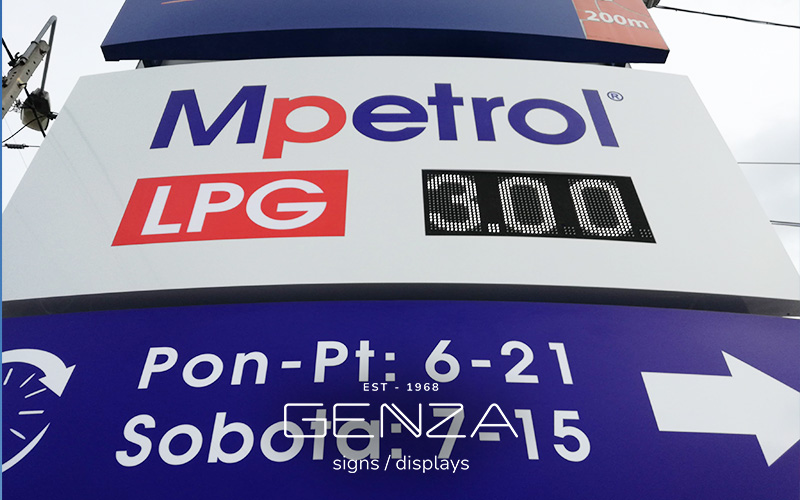 200m
Mpetrol®
LPG 3.00
Pon-Pt: 6-21
EST - 1968
GENZA
Sobota: 7-15
signs / displays